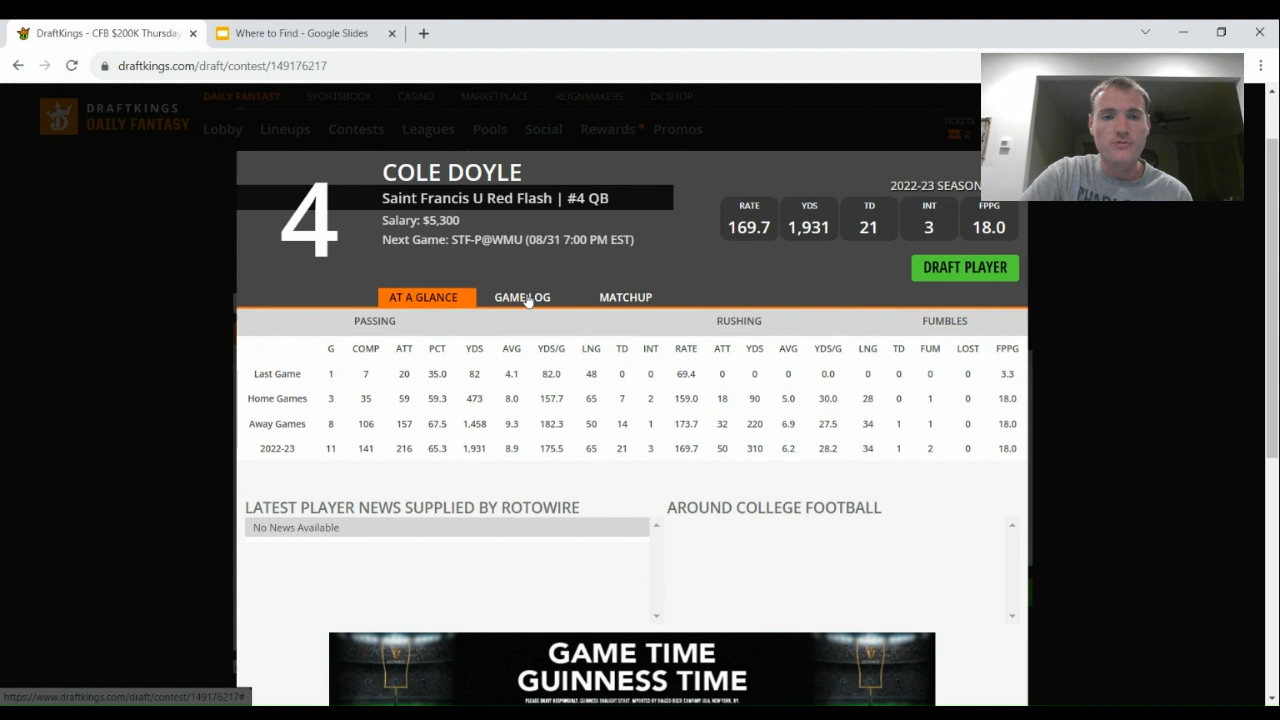 DraftKings - CFB $200K Thursday
Where to Find - Google Slides
draftkings.com/draft/contest/149176217
DRAFTKINGS
DAILY FANTASY
DAILY FANTASY SPORTSBOOK CASINO MARKETPLACE REIGNMAKERS DK SHOP
Lobby Lineups Contests Leagues Pools Social Rewards Promos
TICKETS
2
4
COLE DOYLE
Saint Francis U Red Flash | #4 QB
Salary: $5,300
Next Game: STF-P@WMU (08/31 7:00 PM EST)
2022-23 SEASON
RATE YDS TD INT FPPG
169.7 1,931 21 3 18.0
DRAFT PLAYER
AT A GLANCE GAME LOG MATCHUP
PASSING RUSHING FUMBLES
G COMP ATT PCT YDS AVG YDS/G LNG TD INT RATE ATT YDS AVG YDS/G LNG TD FUM LOST FPPG
Last Game 1 7 20 35.0 82 4.1 82.0 48 0 0 69.4 0 0 0 0.0 0 0 0 0 3.3
Home Games 3 35 59 59.3 473 8.0 157.7 65 7 2 159.0 18 90 5.0 30.0 28 0 1 0 18.0
Away Games 8 106 157 67.5 1,458 9.3 182.3 50 14 1 173.7 32 220 6.9 27.5 34 1 1 0 18.0
2022-23 11 141 216 65.3 1,931 8.9 175.5 65 21 3 169.7 50 310 6.2 28.2 34 1 2 0 18.0
LATEST PLAYER NEWS SUPPLIED BY ROTOWIRE
No News Available
AROUND COLLEGE FOOTBALL
GAME TIME
GUINNESS TIME
https://www.draftkings.com/draft/contest/149176217#